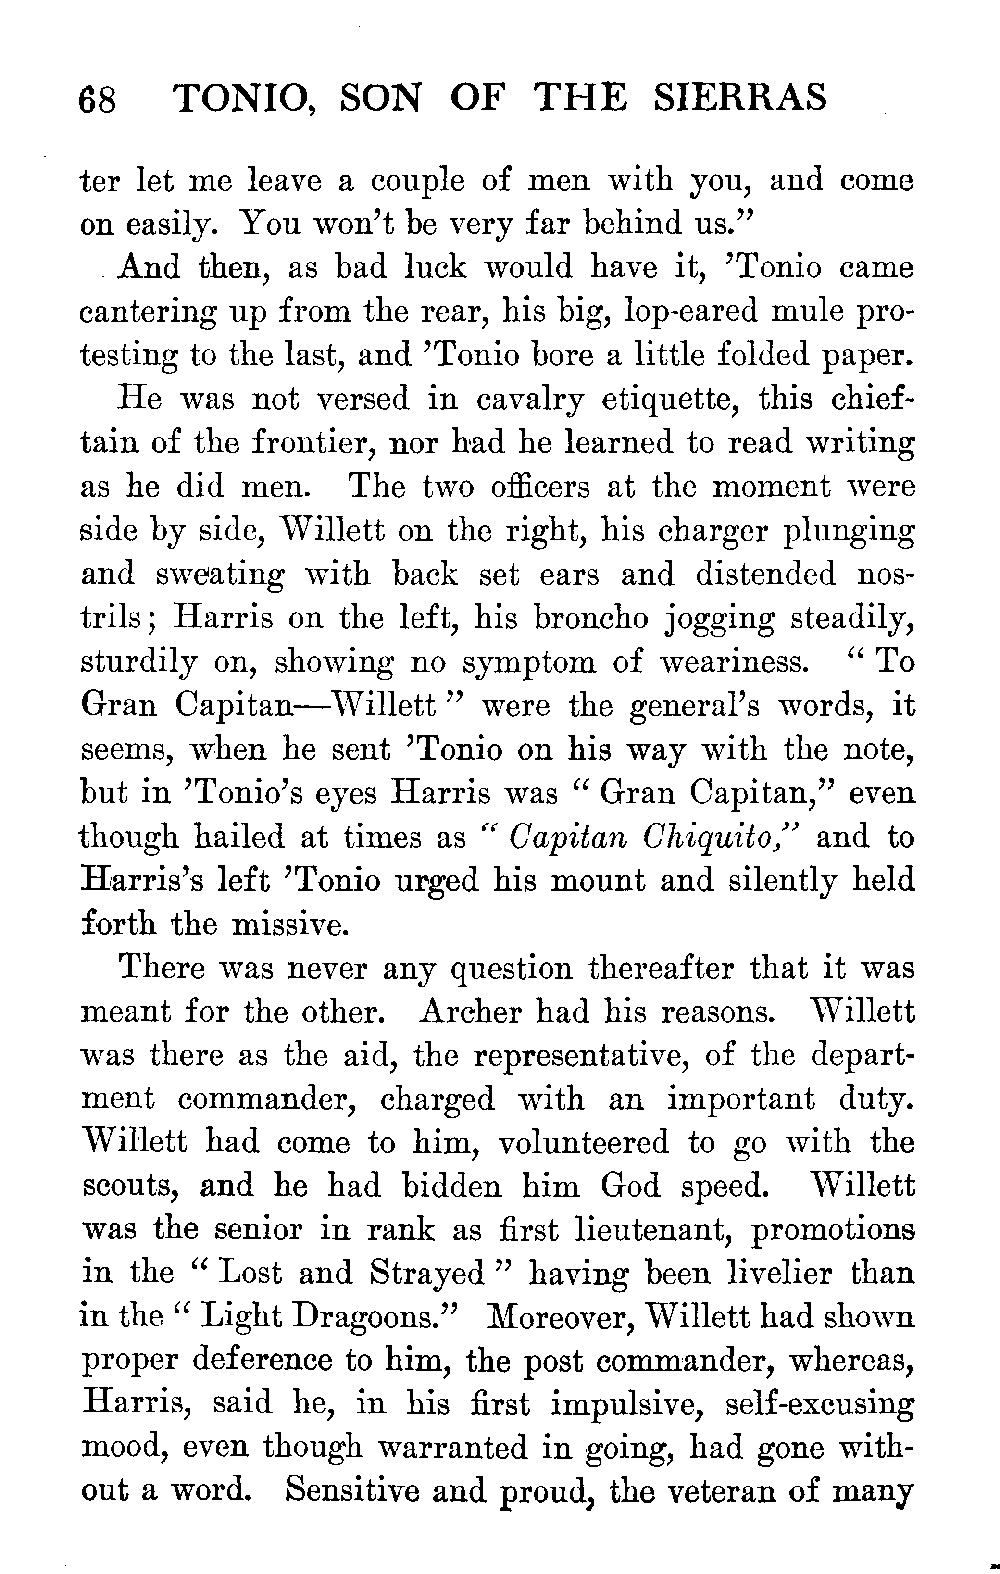 68 TONIO, SON OF THE SIERRAS
ter let me leave a couple of men with you, and come
on easily. You won't be very far behind us."
And then, as bad luck would have it, 'Tonio came
cantering up from the rear, his big, lop-eared mule pro-
testing to the last, and 'Tonio bore a little folded paper.
He was not versed in cavalry etiquette, this chief-
tain of the frontier, nor had he learned to read writing
as he did men. The two officers at the moment were
side by side, Willett on the right, his charger plunging
and sweating with back set ears and distended nos-
trils; Harris on the left, his broncho jogging steadily,
sturdily on, showing no symptom of weariness. "To
Gran Capitan—Willett" were the general's words, it
seems, when he sent 'Tonio on his way with the note,
but in 'Tonio's eyes Harris was "Gran Capitan," even
though hailed at times as "Capitan Chiquito," and to
Harris's left 'Tonio urged his mount and silently held
forth the missive.
There was never any question thereafter that it was
meant for the other. Archer had his reasons. Willett
was there as the aid, the representative, of the depart-
ment commander, charged with an important duty.
Willett had come to him, volunteered to go with the
scouts, and he had bidden him God speed. Willett
was the senior in rank as first lieutenant, promotions
in the "Lost and Strayed" having been livelier than
in the "Light Dragoons." Moreover, Willett had shown
proper deference to him, the post commander, whereas,
Harris, said he, in his first impulsive, self-excusing
mood, even though warranted in going, had gone with-
out a word. Sensitive and proud, the veteran of many